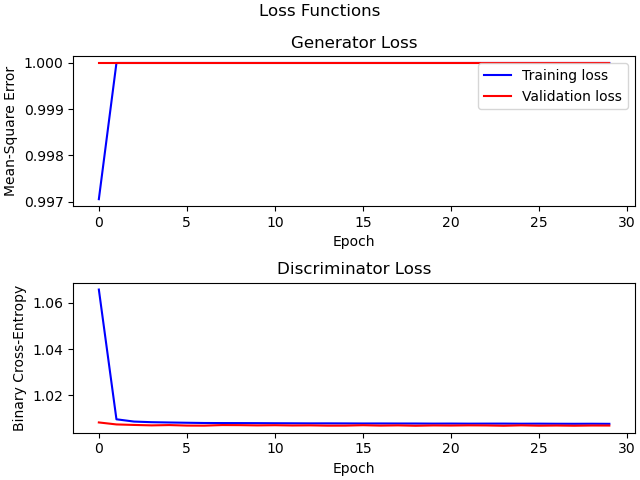 Loss Functions
Generator Loss
Mean-Square Error
1.000
0.999
0.998
0.997
Training loss
Validation loss
0 5 10 15 20 25 30
Epoch
Discriminator Loss
Binary Cross-Entropy
1.06
1.04
1.02
0 5 10 15 20 25 30
Epoch